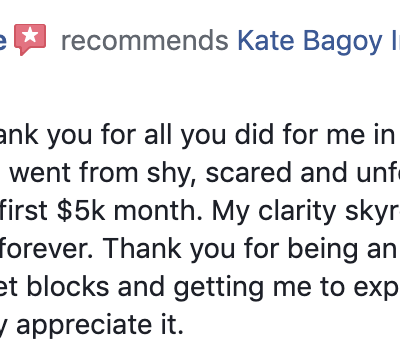 recommends Kate Bagoy
ank you for all you did for me in
went from shy, scared and unf
first $5k month. My clarity sky
forever. Thank you for being an
et blocks and getting me to exp
y appreciate it.